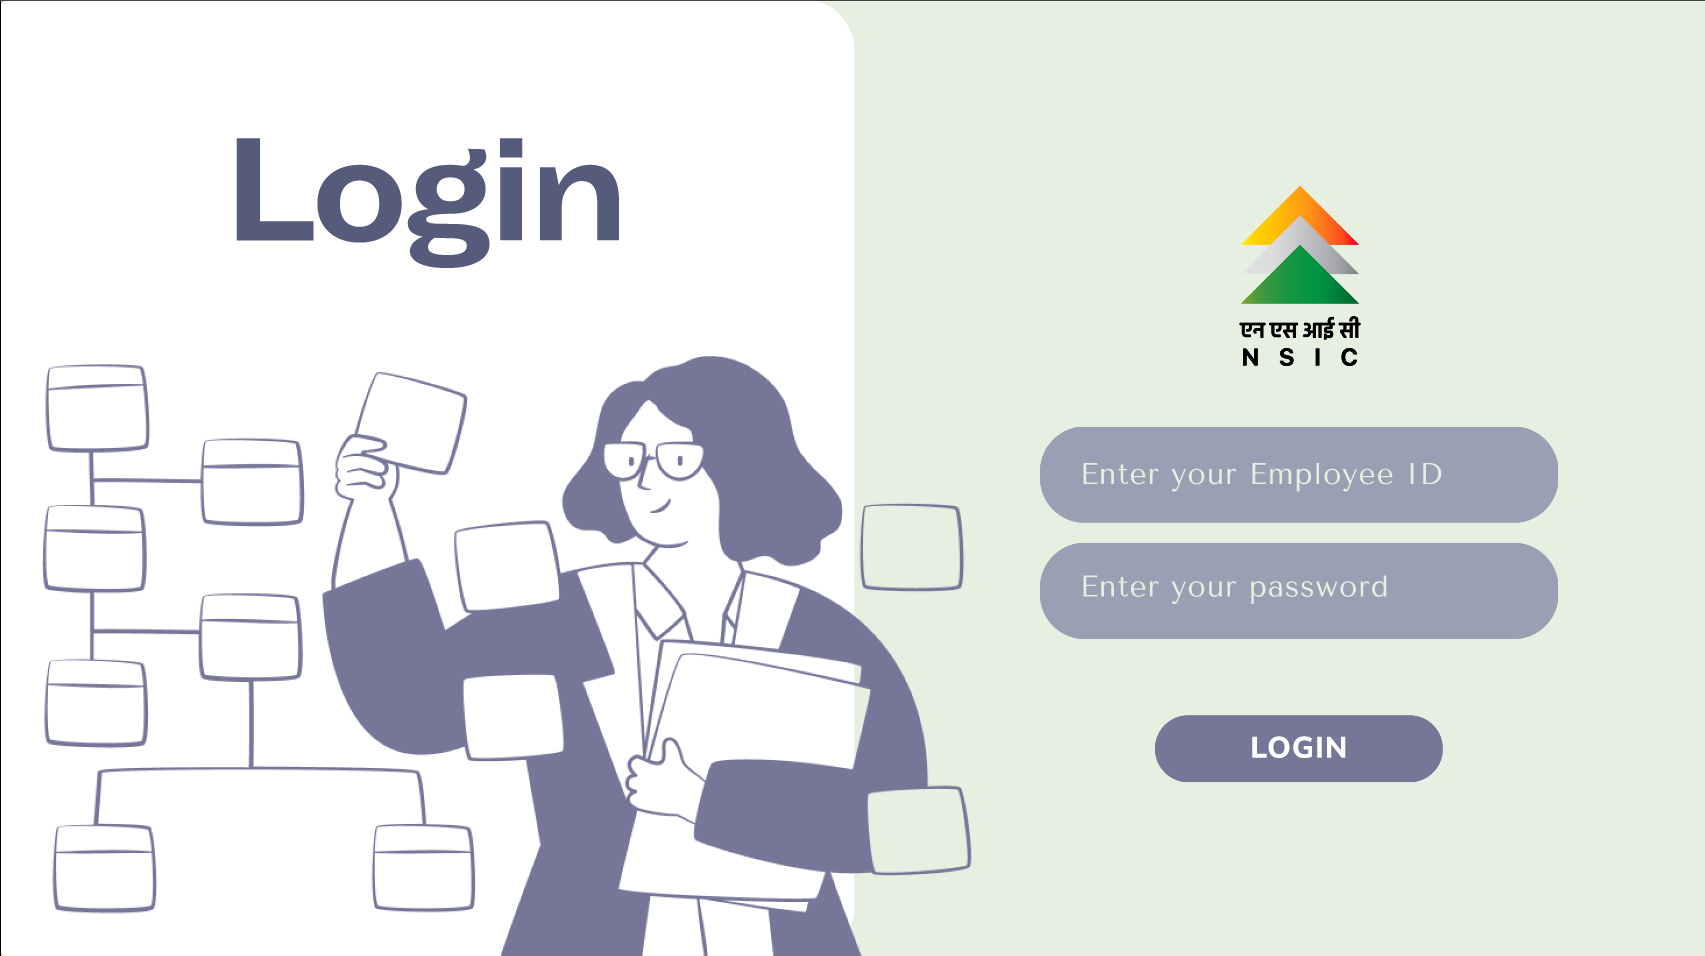 Login
एन एस आई सी
N S I C
Enter your Employee ID
Enter your password
LOGIN